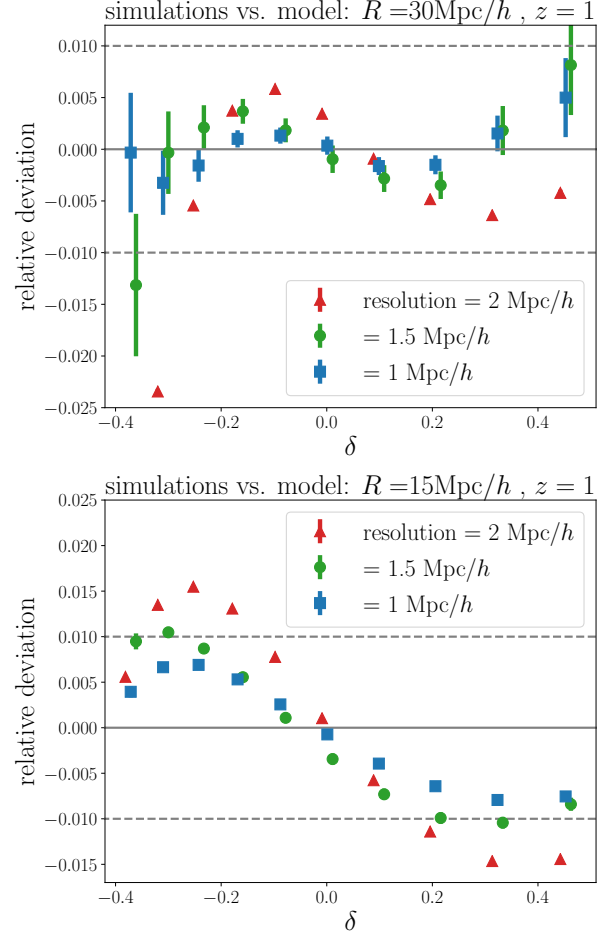 simulations vs. model: R =30Mpc/h , z = 1
0.010
0.005
0.000
−0.005
−0.010
−0.015
−0.020
−0.025
relative deviation
resolution = 2 Mpc/h
= 1.5 Mpc/h
= 1 Mpc/h
−0.4 −0.2 0.0 0.2 0.4
δ
simulations vs. model: R =15Mpc/h , z = 1
0.025
0.020
0.015
0.010
0.005
0.000
−0.005
−0.010
−0.015
relative deviation
resolution = 2 Mpc/h
= 1.5 Mpc/h
= 1 Mpc/h
−0.4 −0.2 0.0 0.2 0.4
δ